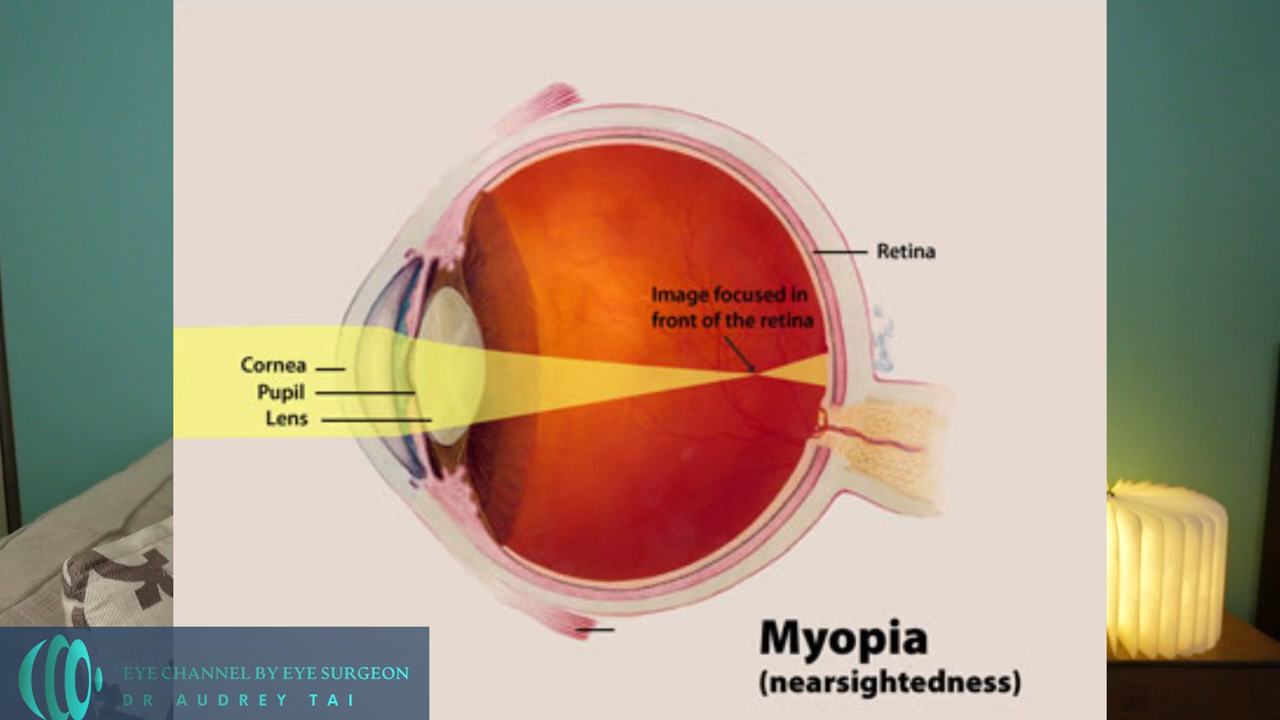 Retina
Image focused in
front of the retina
Cornea
Pupil
Lens
Myopia
(nearsightedness)
EYE CHANNEL BY EYE SURGEON
DR AUDREY TAI